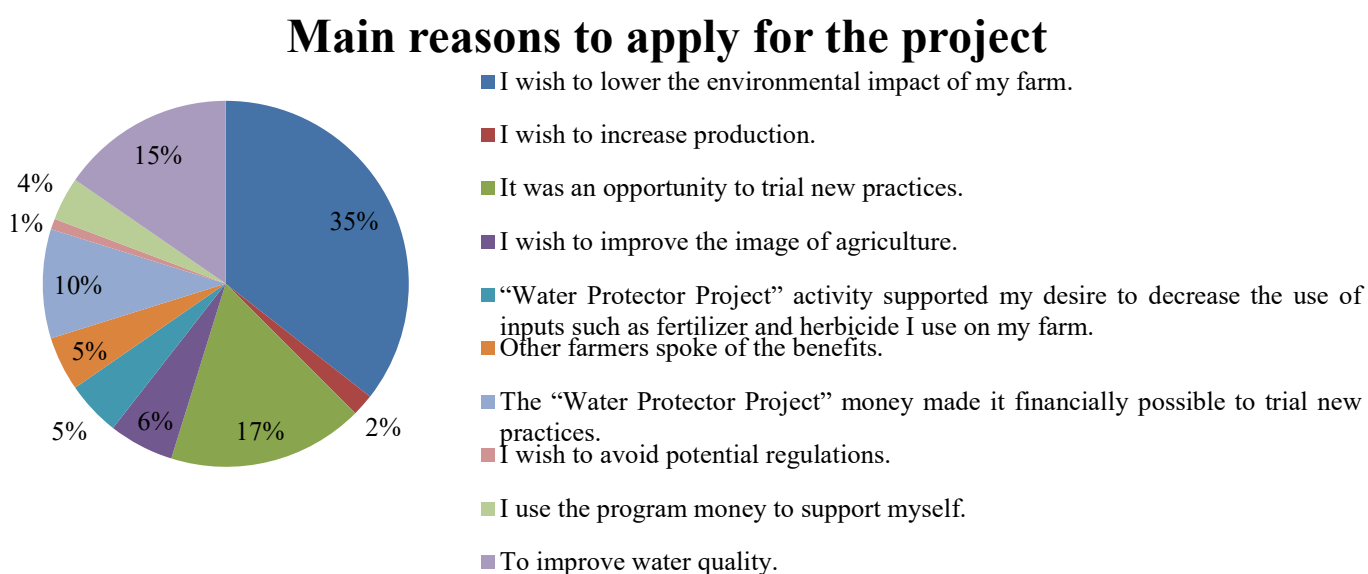 Main reasons to apply for the project
I wish to lower the environmental impact of my farm.
I wish to increase production.
It was an opportunity to trial new practices.
I wish to improve the image of agriculture.
“Water Protector Project” activity supported my desire to decrease the use of
inputs such as fertilizer and herbicide I use on my farm.
Other farmers spoke of the benefits.
The “Water Protector Project” money made it financially possible to trial new
practices.
I wish to avoid potential regulations.
I use the program money to support myself.
To improve water quality.
35%
2%
17%
6%
5%
5%
10%
1%
4%
15%